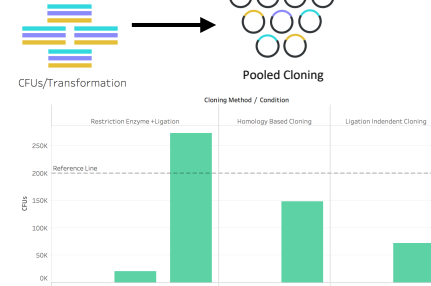 CFUs/Transformation
Pooled Cloning
Cloning Method / Condition
Restriction Enzyme +Ligation
Homology Based Cloning
Ligation Indendent Cloning
250K
Reference Line
200K
CFUs
150K
100K
50K
0K